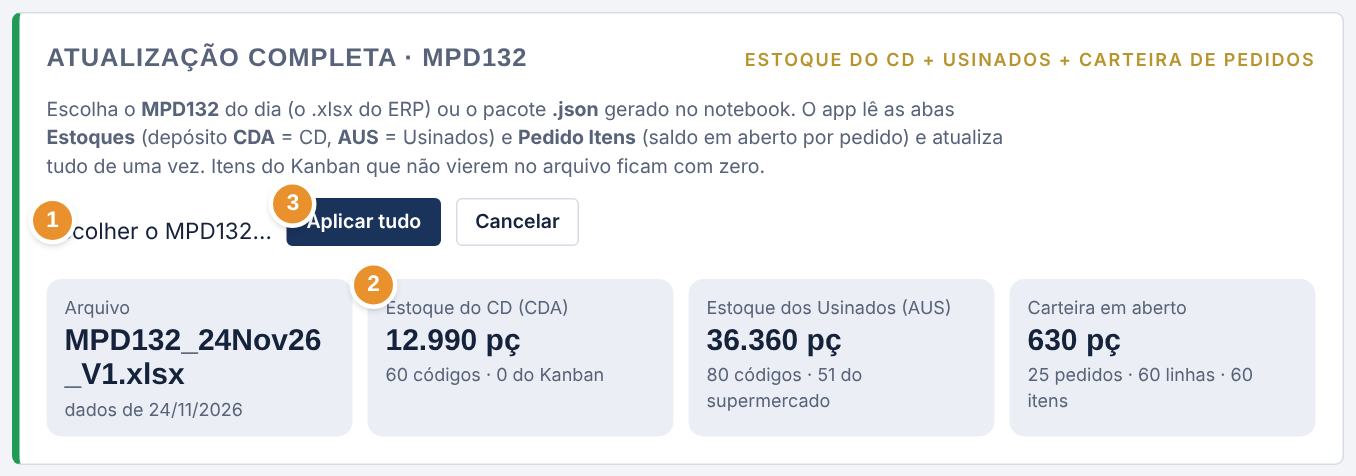 ATUALIZAÇÃO COMPLETA · MPD132
ESTOQUE DO CD + USINADOS + CARTEIRA DE PEDIDOS
Escolha o MPD132 do dia (o .xlsx do ERP) ou o pacote .json gerado no notebook. O app lê as abas
Estoques (depósito CDA = CD, AUS = Usinados) e Pedido Itens (saldo em aberto por pedido) e atualiza
tudo de uma vez. Itens do Kanban que não vierem no arquivo ficam com zero.
1
colher o MPD132...
3
Aplicar tudo
Cancelar
Arquivo
MPD132_24Nov26
_V1.xlsx
dados de 24/11/2026
2
Estoque do CD (CDA)
12.990 pç
60 códigos · 0 do Kanban
Estoque dos Usinados (AUS)
36.360 pç
80 códigos · 51 do
supermercado
Carteira em aberto
630 pç
25 pedidos · 60 linhas · 60
itens